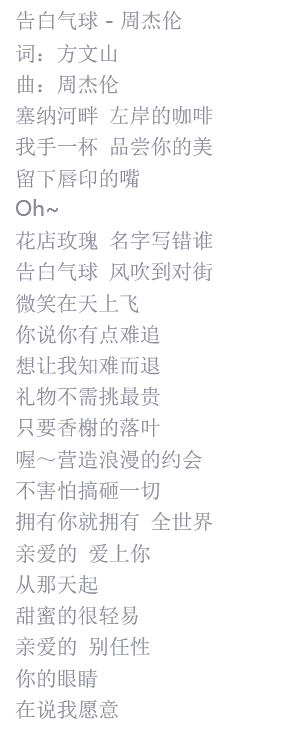 告白气球 - 周杰伦
词：方文山
曲：周杰伦
塞纳河畔 左岸的咖啡
我手一杯 品尝你的美
留下唇印的嘴
Oh~
花店玫瑰 名字写错谁
告白气球 风吹到对街
微笑在天上飞
你说你有点难追
想让我知难而退
礼物不需挑最贵
只要香榭的落叶
喔～营造浪漫的约会
不害怕搞砸一切
拥有你就拥有 全世界
亲爱的 爱上你
从那天起
甜蜜的很轻易
亲爱的 别任性
你的眼睛
在说我愿意